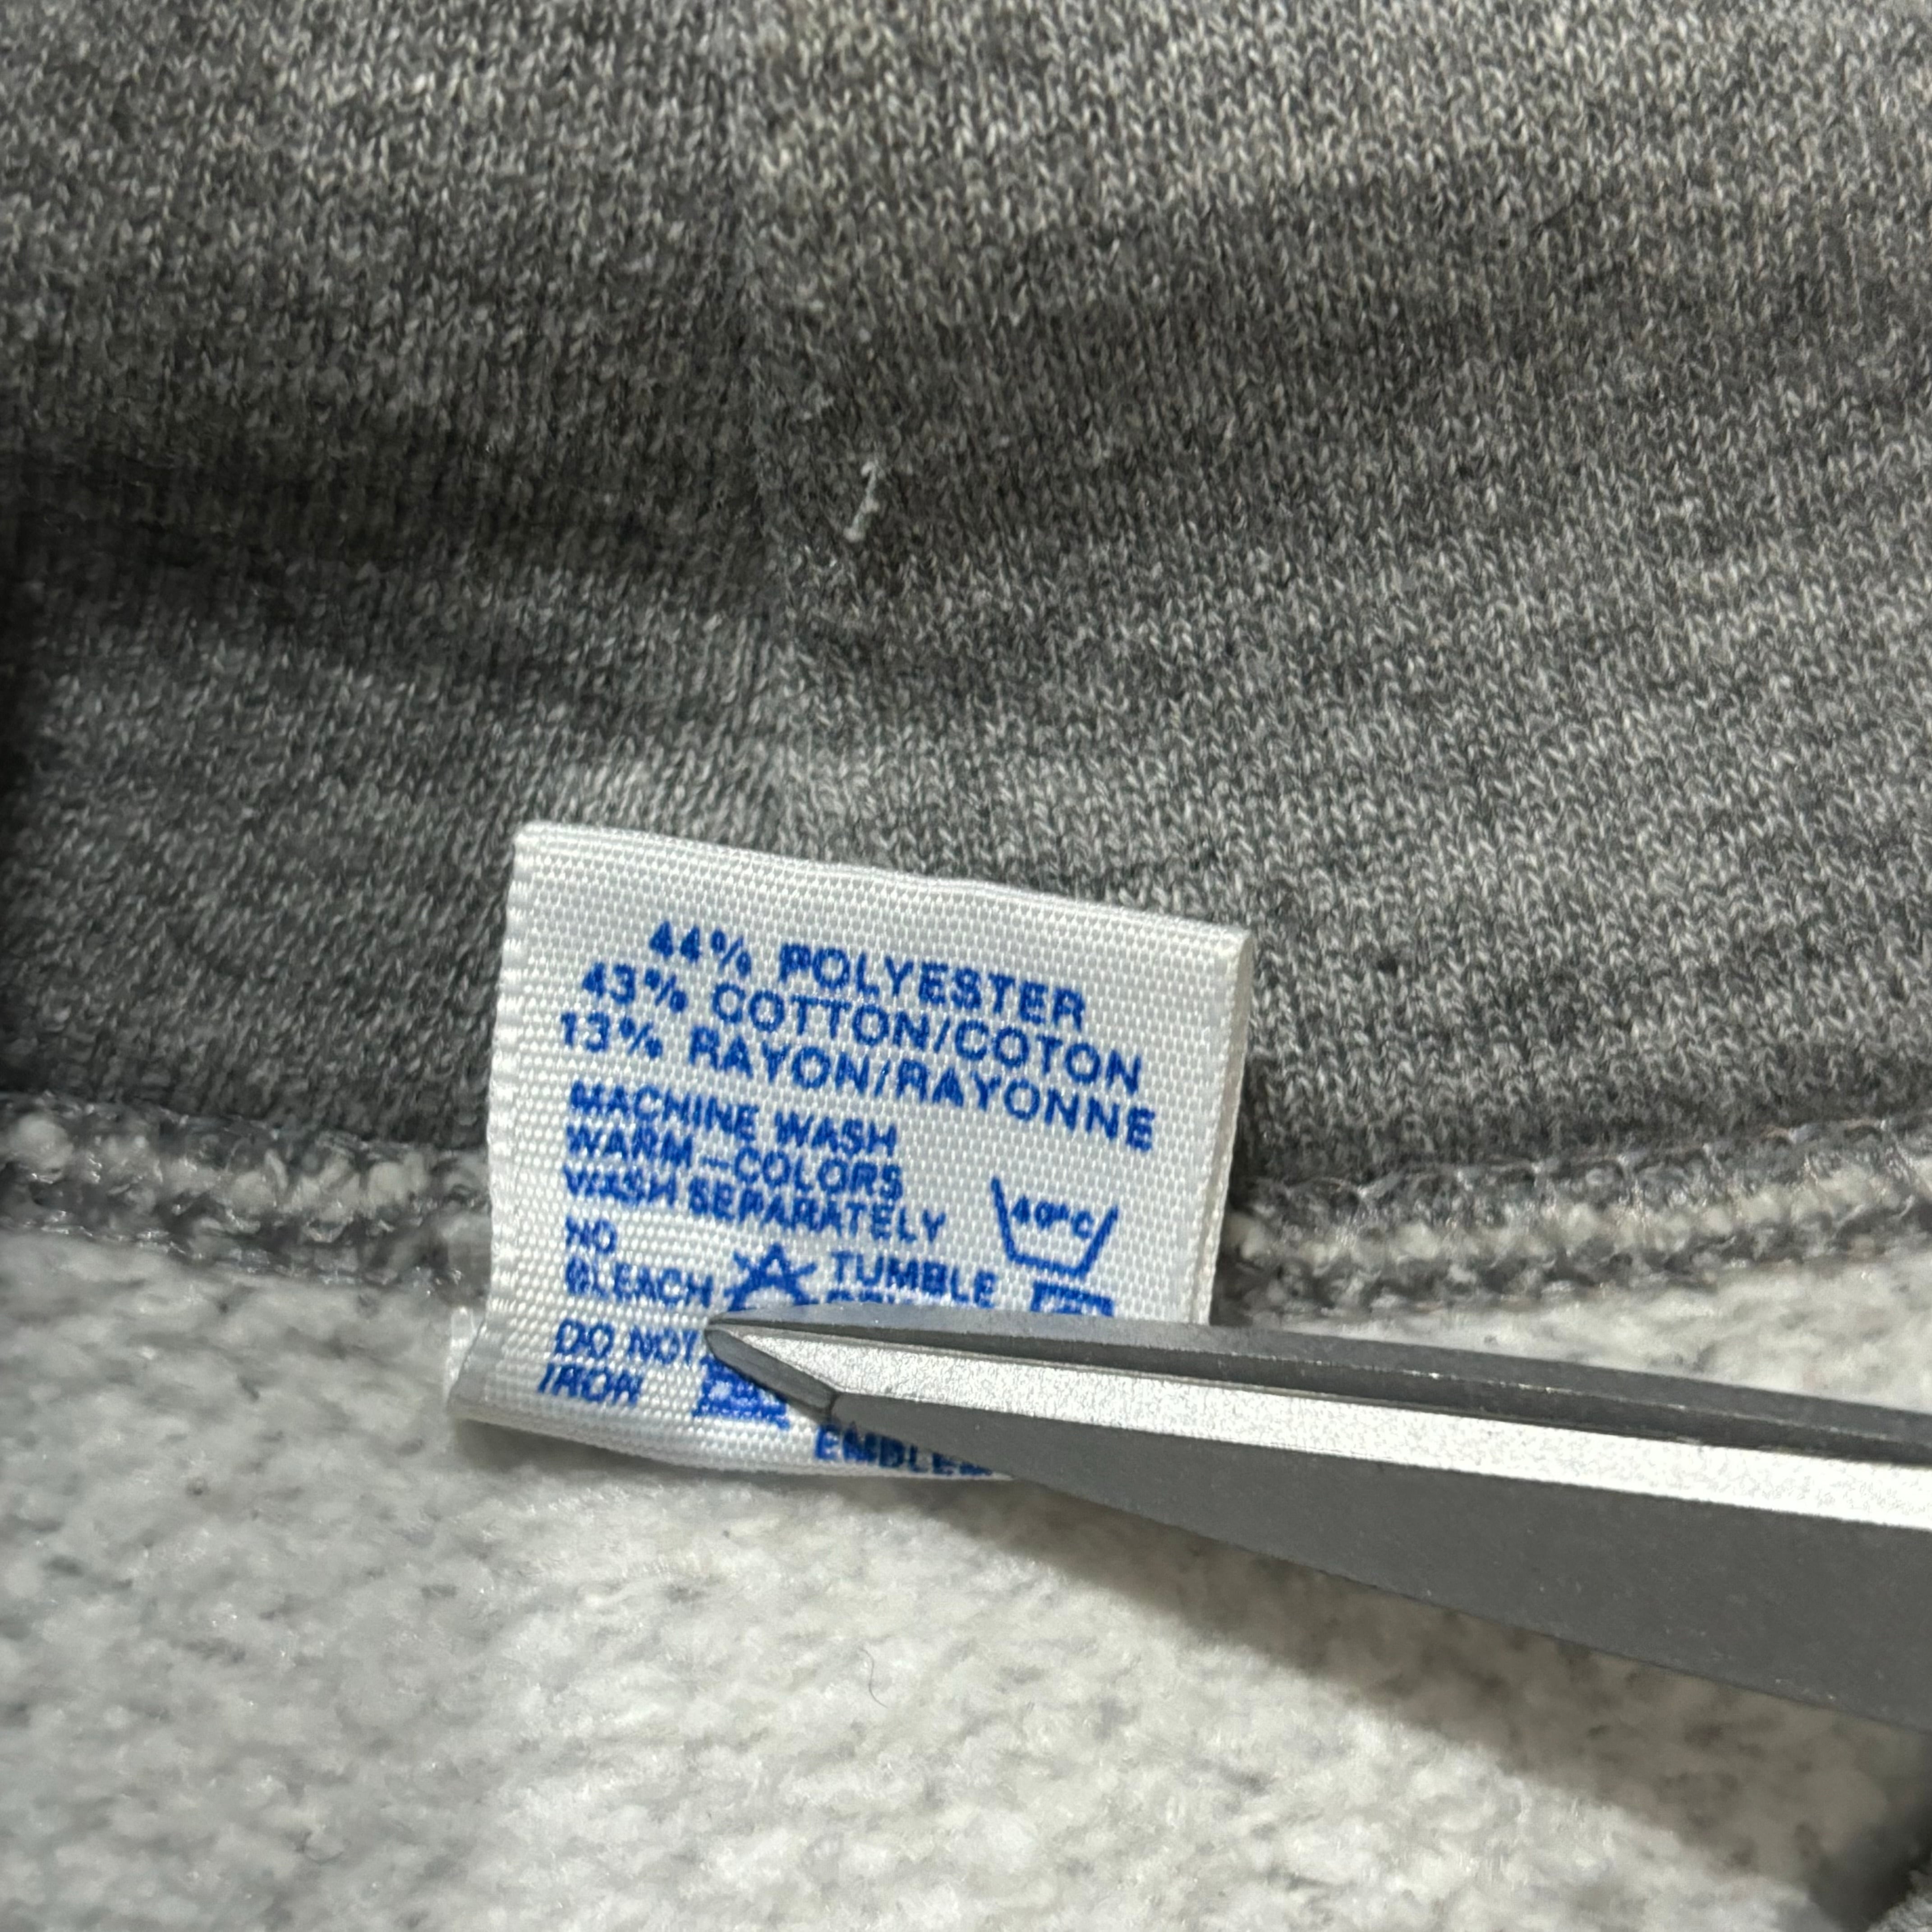 44% POLYESTER
43% COTTON/COTON
13% RAYON/RAYONNE
MACHINE WASH
WARM-COLORS
WASH SEPARATELY
40°C
NO
BLEACH
TUMBLE
DO NOT
IRON
EMBLEM